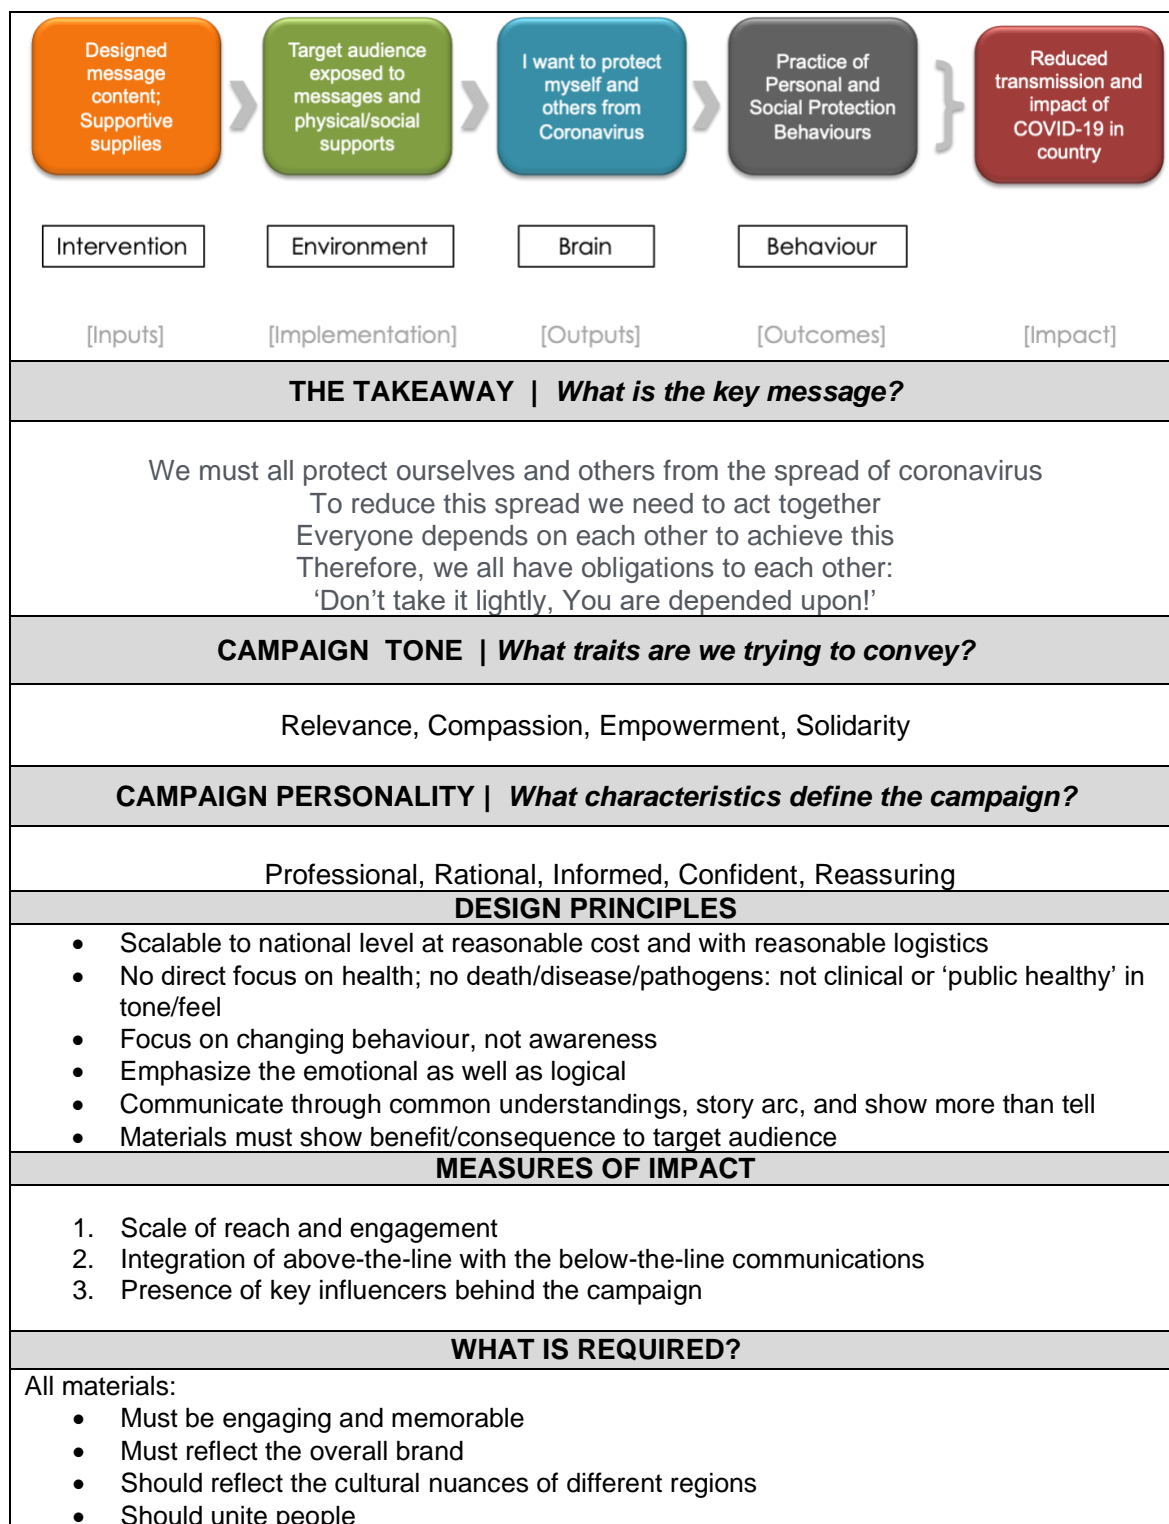 Designed
message
content;
Supportive
supplies
Target audience
exposed to
messages and
physical/social
supports
I want to protect
myself and
others from
Coronavirus
Practice of
Personal and
Social Protection
Behaviours
Reduced
transmission and
impact of
COVID-19 in
country
Intervention
Environment
Brain
Behaviour
[Inputs]
[Implementation]
[Outputs]
[Outcomes]
[Impact]
THE TAKEAWAY | What is the key message?
We must all protect ourselves and others from the spread of coronavirus
To reduce this spread we need to act together
Everyone depends on each other to achieve this
Therefore, we all have obligations to each other:
‘Don’t take it lightly, You are depended upon!’
CAMPAIGN TONE | What traits are we trying to convey?
Relevance, Compassion, Empowerment, Solidarity
CAMPAIGN PERSONALITY | What characteristics define the campaign?
Professional, Rational, Informed, Confident, Reassuring
DESIGN PRINCIPLES
• Scalable to national level at reasonable cost and with reasonable logistics
• No direct focus on health; no death/disease/pathogens: not clinical or ‘public healthy’ in
tone/feel
• Focus on changing behaviour, not awareness
• Emphasize the emotional as well as logical
• Communicate through common understandings, story arc, and show more than tell
• Materials must show benefit/consequence to target audience
MEASURES OF IMPACT
1. Scale of reach and engagement
2. Integration of above-the-line with the below-the-line communications
3. Presence of key influencers behind the campaign
WHAT IS REQUIRED?
All materials:
• Must be engaging and memorable
• Must reflect the overall brand
• Should reflect the cultural nuances of different regions
• Should unite people